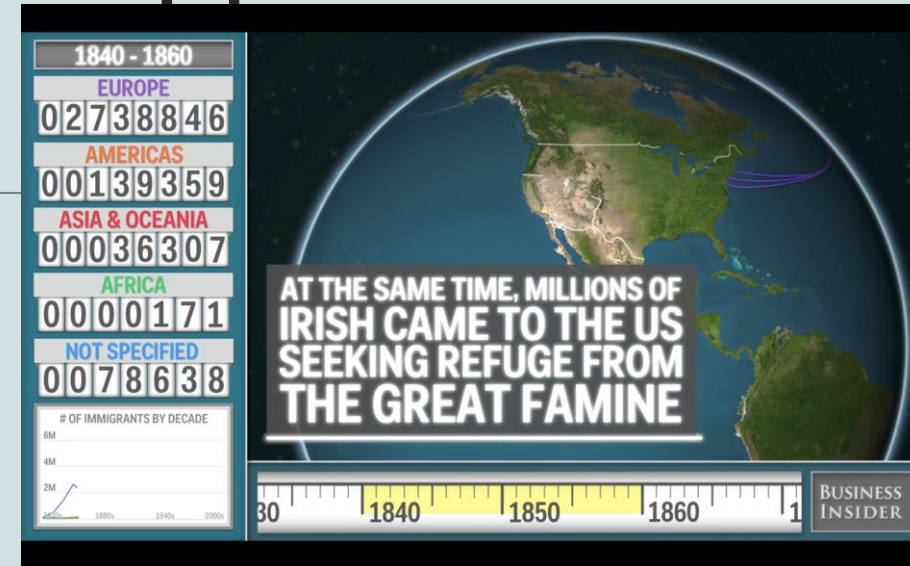 1840 - 1860
EUROPE
02738846
AMERICAS
00139359
ASIA & OCEANIA
00036307
AFRICA
0000171
NOT SPECIFIED
0078638
# OF IMMIGRANTS BY DECADE
6M
4M
2M
1880s 1940s 2000s
AT THE SAME TIME, MILLIONS OF
IRISH CAME TO THE US
SEEKING REFUGE FROM
THE GREAT FAMINE
30 1840 1850 1860 1
BUSINESS
INSIDER